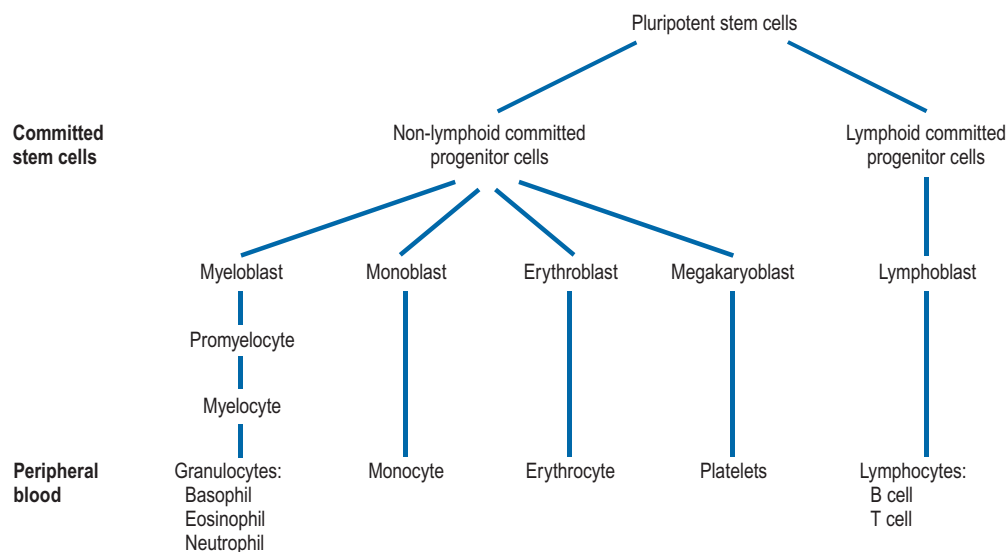 Pluripotent stem cells
Committed
stem cells
Non-lymphoid committed
progenitor cells
Lymphoid committed
progenitor cells
Myeloblast
Monoblast
Erythroblast
Megakaryoblast
Lymphoblast
Promyelocyte
Myelocyte
Peripheral
blood
Granulocytes:
Basophil
Eosinophil
Neutrophil
Monocyte
Erythrocyte
Platelets
Lymphocytes:
B cell
T cell